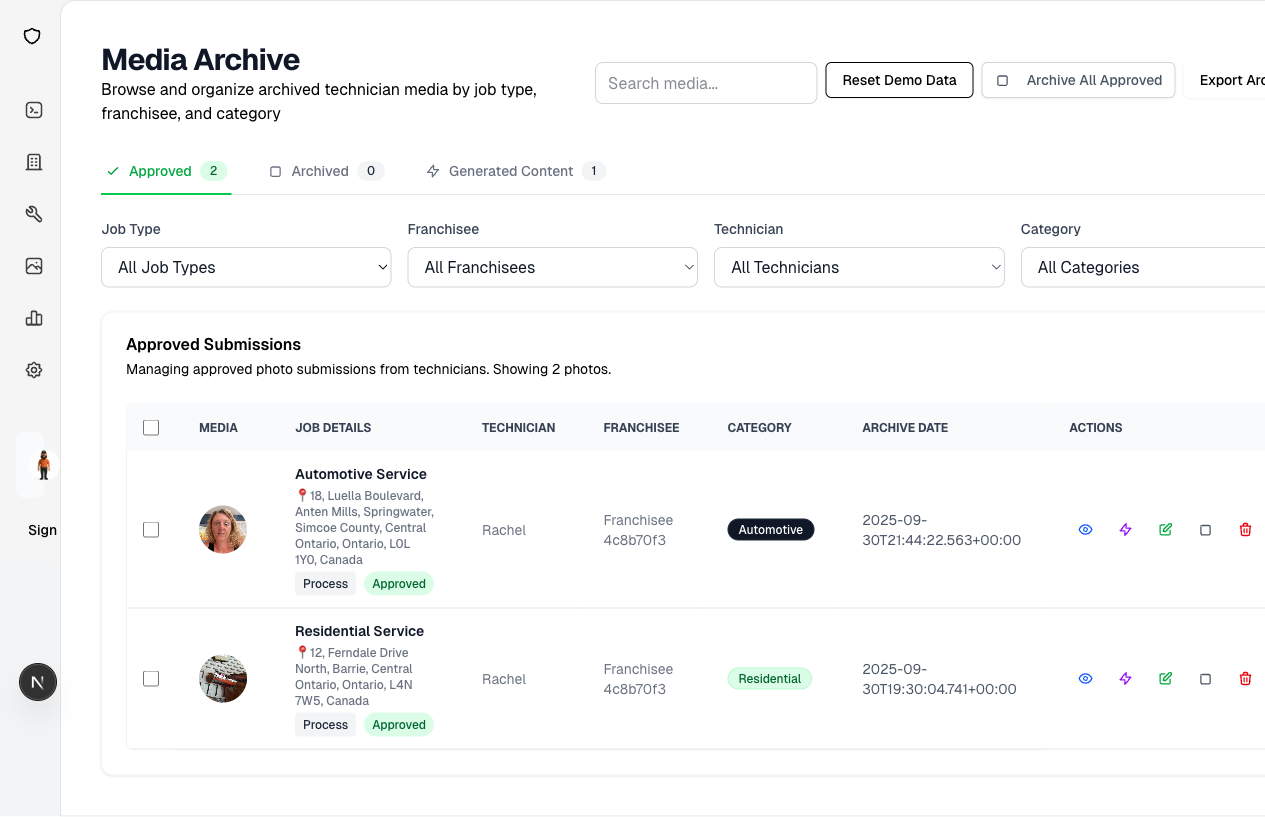 Media Archive
Browse and organize archived technician media by job type,
franchisee, and category
Search media...
Reset Demo Data
Archive All Approved
Export Arc
Approved 2
Archived 0
Generated Content 1
Job Type
Franchisee
Technician
Category
All Job Types
All Franchisees
All Technicians
All Categories
Approved Submissions
Managing approved photo submissions from technicians. Showing 2 photos.
MEDIA
JOB DETAILS
TECHNICIAN
FRANCHISEE
CATEGORY
ARCHIVE DATE
ACTIONS
Automotive Service
18, Luella Boulevard,
Anten Mills, Springwater,
Simcoe County, Central
Ontario, Ontario, L0L
1Y0, Canada
Process
Approved
Rachel
Franchisee
4c8b70f3
Automotive
2025-09-
30T21:44:22.563+00:00
Residential Service
12, Ferndale Drive
North, Barrie, Central
Ontario, Ontario, L4N
7W5, Canada
Process
Approved
Rachel
Franchisee
4c8b70f3
Residential
2025-09-
30T19:30:04.741+00:00
Sign
N